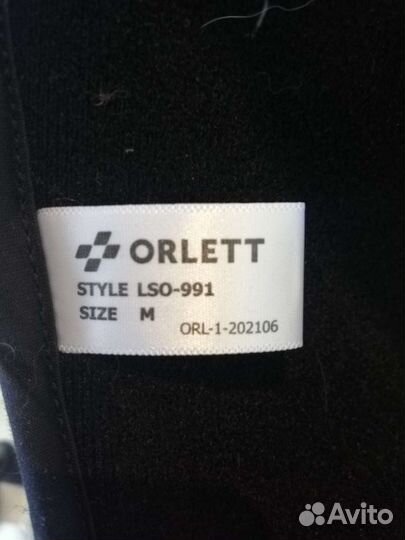 ORLETT
STYLE LSO-991
SIZE M
ORL-1-202106
Avito